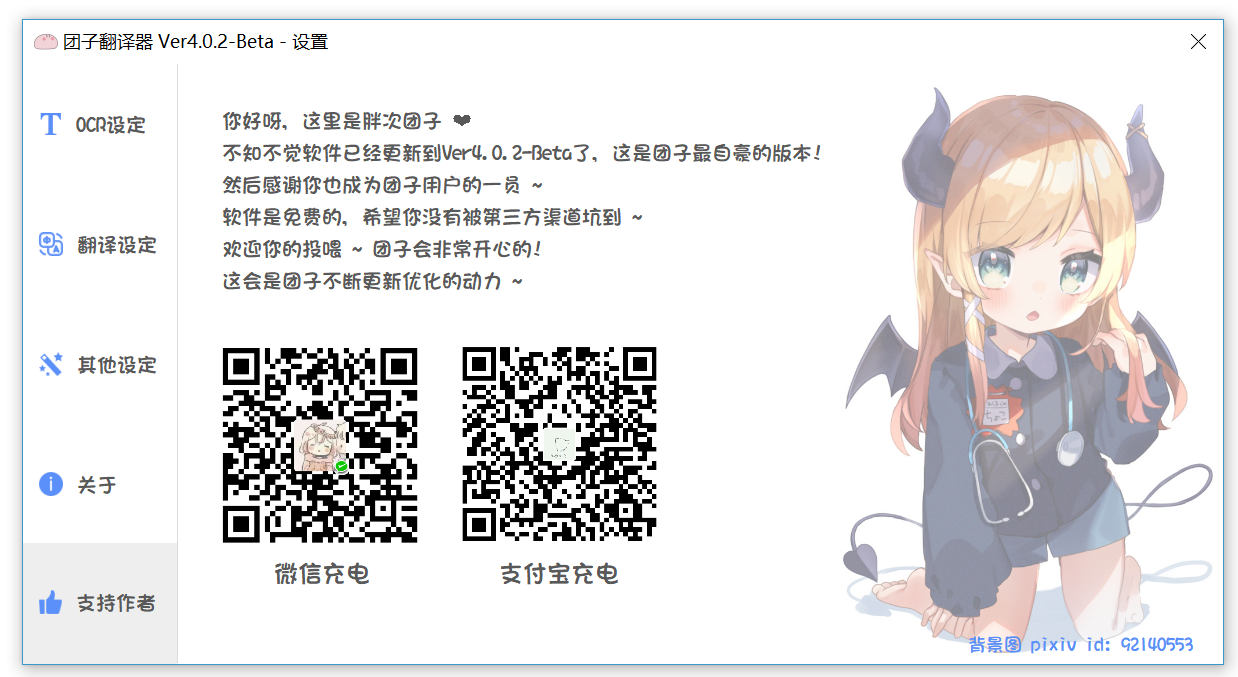 团子翻译器 Ver4.0.2-Beta - 设置
OCR设定
翻译设定
其他设定
关于
支持作者
你好呀, 这里是胖次团子 ❤
不知不觉软件已经更新到Ver4.0.2-Beta了, 这是团子最自豪的版本!
然后感谢你也成为团子用户的一员 ~
软件是免费的, 希望你没有被第三方渠道坑到 ~
欢迎你的投喂 ~ 团子会非常开心的!
这会是团子不断更新优化的动力 ~
微信充电
支付宝充电
背景图 pixiv id: 92140553